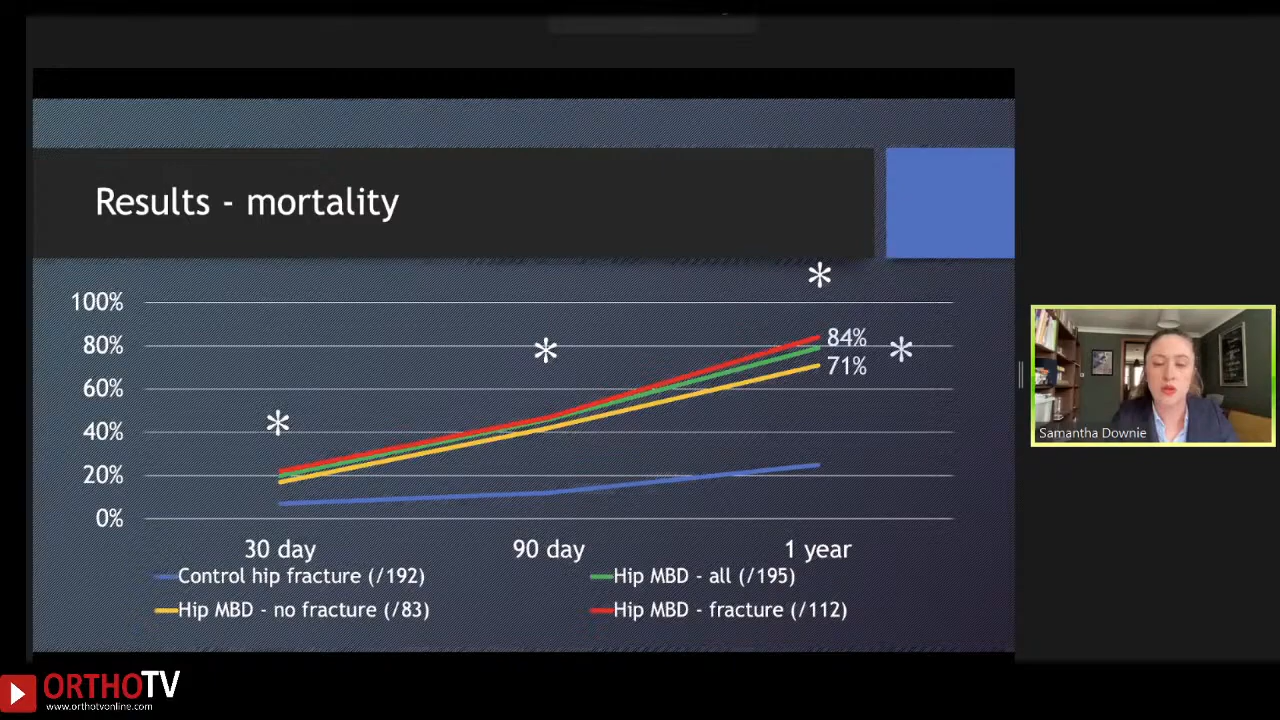 Results - mortality
*
100%
84%
80%
* *
71%
60%
*
40%
20%
0%
30 day 90 day 1 year
Control hip fracture (/192) Hip MBD - all (/195)
Hip MBD - no fracture (/83) Hip MBD - fracture (/112)
Samantha Downie
ORTHOTV
www.orthotvonline.com